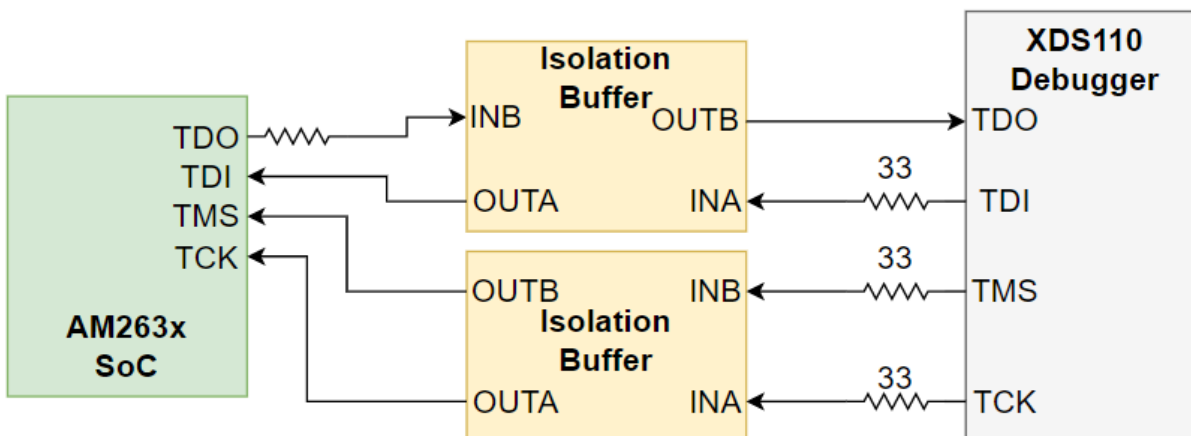 XDS110
Debugger
Isolation
Buffer
INB
OUTB
TDO
TDO
TDI
TMS
TCK
OUTA
INA
33
TDI
AM263x
SoC
OUTB
INB
33
TMS
Isolation
Buffer
OUTA
INA
33
TCK